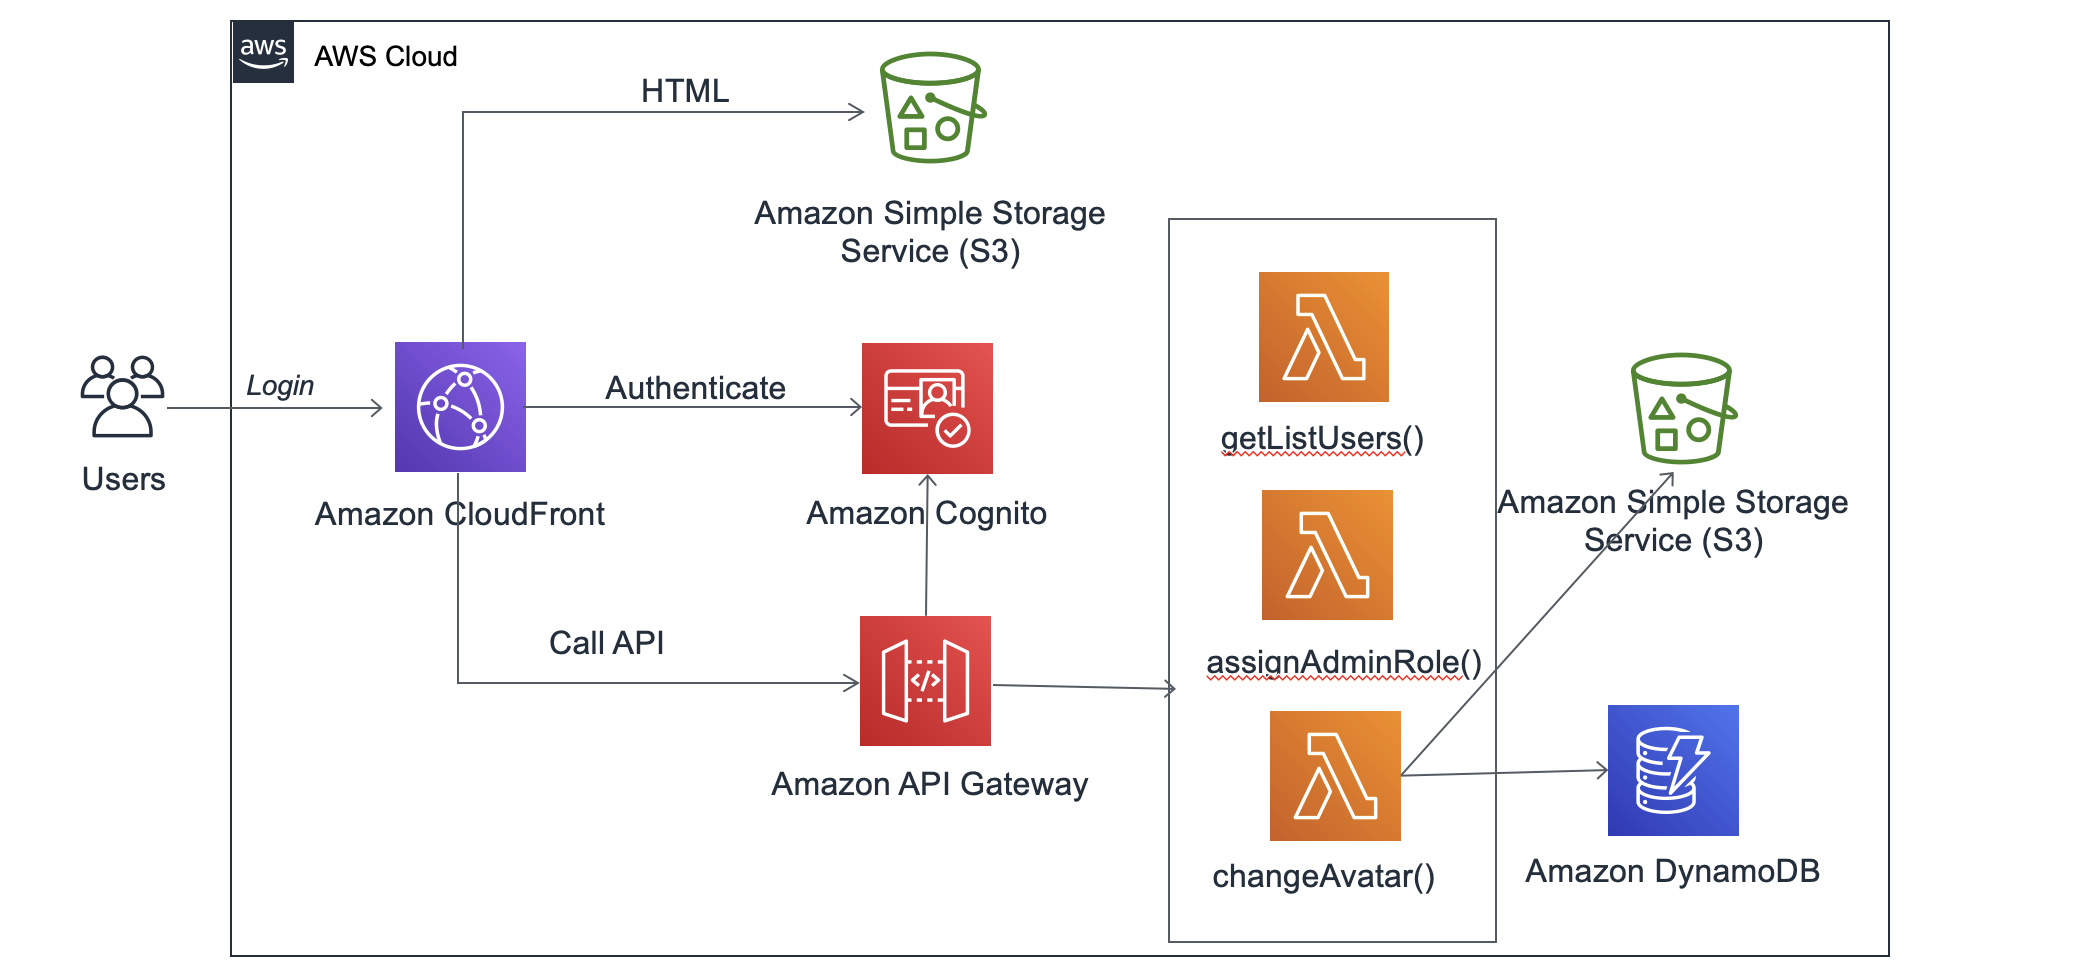 aws
AWS Cloud
HTML
Amazon Simple Storage
Service (S3)
Login
Users
Amazon CloudFront
Authenticate
Amazon Cognito
Call API
</>
Amazon API Gateway
getListUsers()
assignAdminRole()
changeAvatar()
Amazon Simple Storage
Service (S3)
Amazon DynamoDB